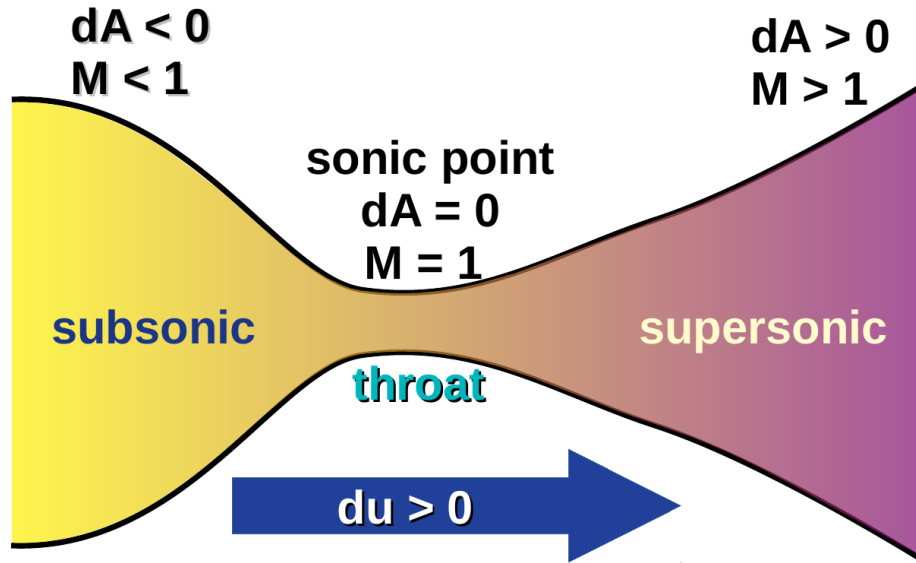 dA < 0
M < 1
dA > 0
M > 1
sonic point
dA = 0
M = 1
subsonic
supersonic
throat
du > 0